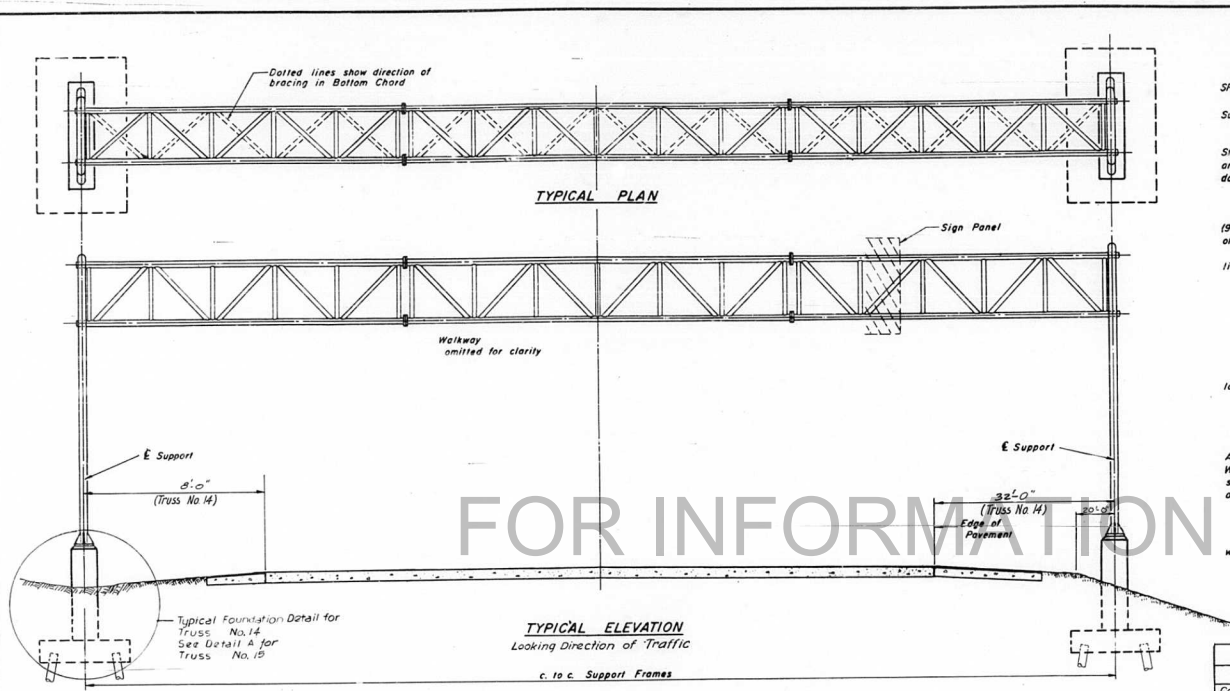 Dotted lines show direction of
bracing in Bottom Chord
TYPICAL PLAN
Sign Panel
Walkway
omitted for clarity
℄ Support
8'-0"
(Truss No. 14)
℄ Support
32'-0"
(Truss No. 14)
20'-0"
Edge of
Pavement
FOR INFORMATION
Typical Foundation Detail for
Truss No. 14
See Detail A for
Truss No. 15
TYPICAL ELEVATION
Looking Direction of Traffic
c. to c. Support Frames